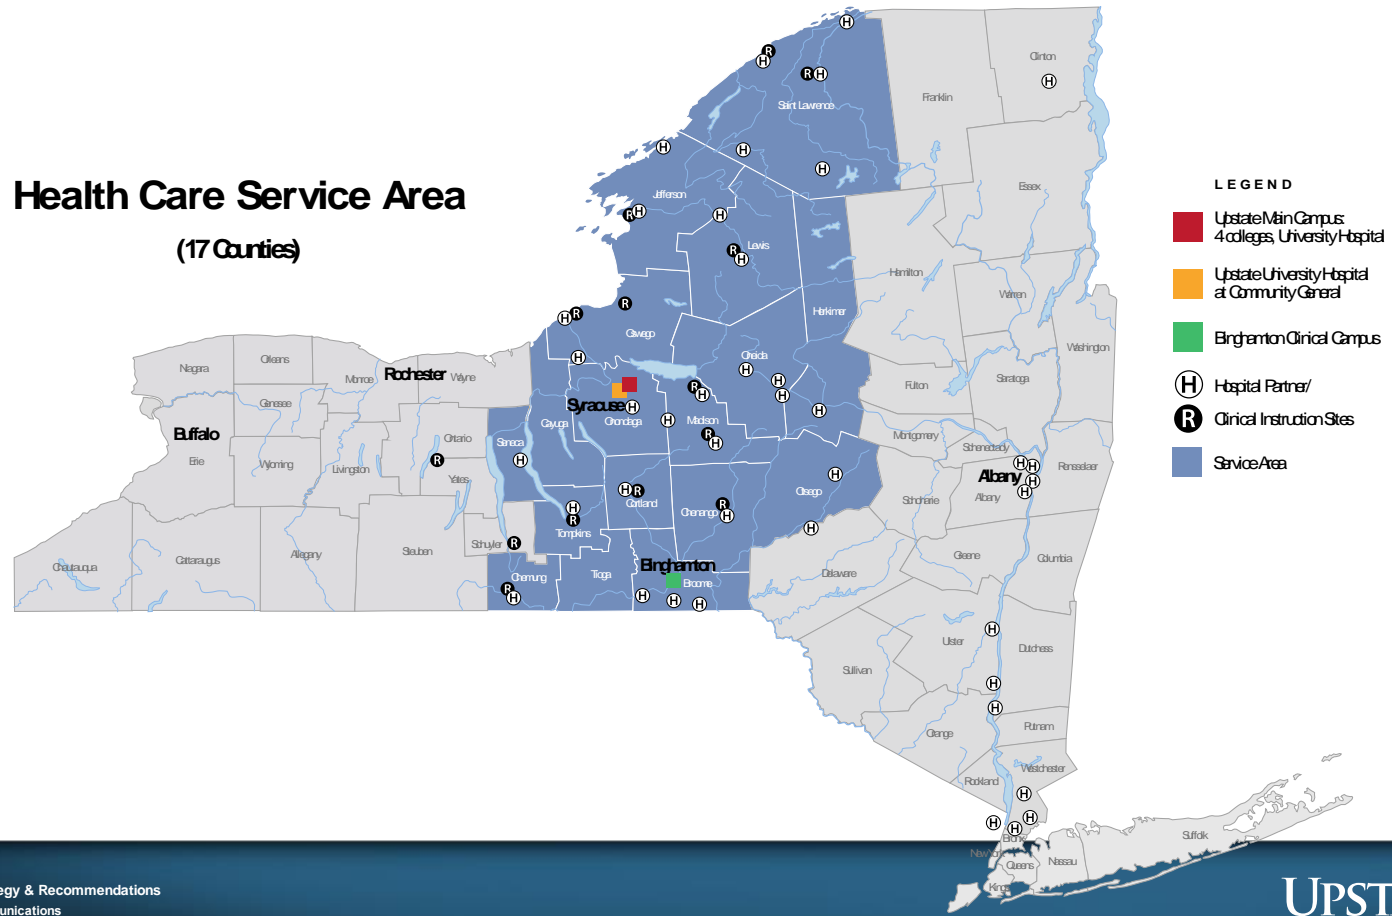 Health Care Service Area
(17 Counties)
LEGEND
Upstate Main Campus:
4 colleges, University Hospital
Upstate University Hospital
at Community General
Binghamton Clinical Campus
H Hospital Partner/
R Clinical Instruction Sites
Service Area
Clinton
Franklin
Saint Lawrence
Essex
Jefferson
Lewis
Hamilton
Warren
Herkimer
Oswego
Washington
Oneida
Niagara
Orleans
Monroe
Rochester
Wayne
Genesee
Fulton
Saratoga
Syracuse
Onondaga
Cayuga
Madison
Buffalo
Erie
Wyoming
Livingston
Ontario
Seneca
Montgomery
Schenectady
Albany
Albany
Rensselaer
Yates
Cortland
Chenango
Otsego
Schoharie
Tompkins
Schuyler
Steuben
Allegany
Cattaraugus
Chautauqua
Chemung
Tioga
Binghamton
Broome
Delaware
Greene
Columbia
Ulster
Dutchess
Sullivan
Orange
Putnam
Rockland
Westchester
Bronx
New York
Queens
Nassau
Suffolk
Kings
egy & Recommendations
unications
UPST